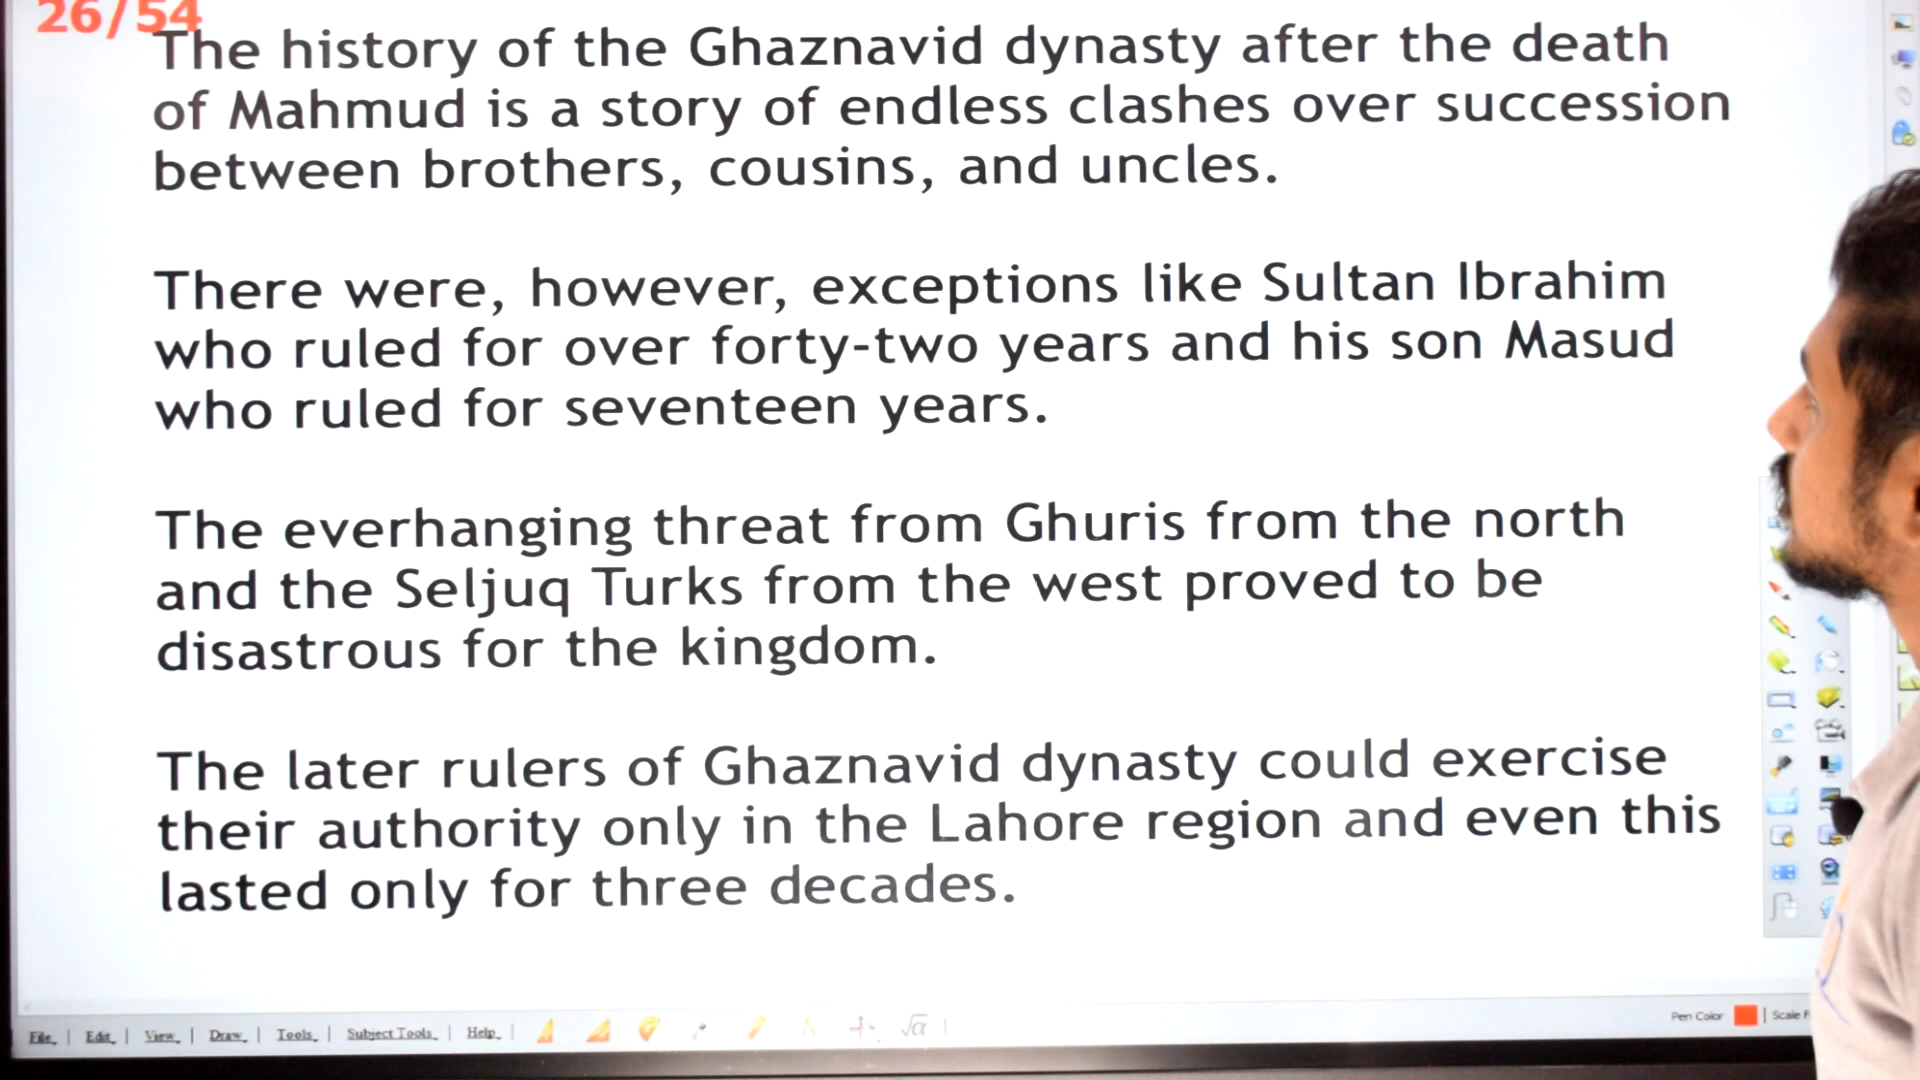 26/54
The history of the Ghaznavid dynasty after the death
of Mahmud is a story of endless clashes over succession
between brothers, cousins, and uncles.
There were, however, exceptions like Sultan Ibrahim
who ruled for over forty-two years and his son Masud
who ruled for seventeen years.
The everhanging threat from Ghuris from the north
and the Seljuq Turks from the west proved to be
disastrous for the kingdom.
The later rulers of Ghaznavid dynasty could exercise
their authority only in the Lahore region and even this
lasted only for three decades.
File | Edit | View | Draw | Tools | Subject Tools | Help | √α | Pen Color | Scale F